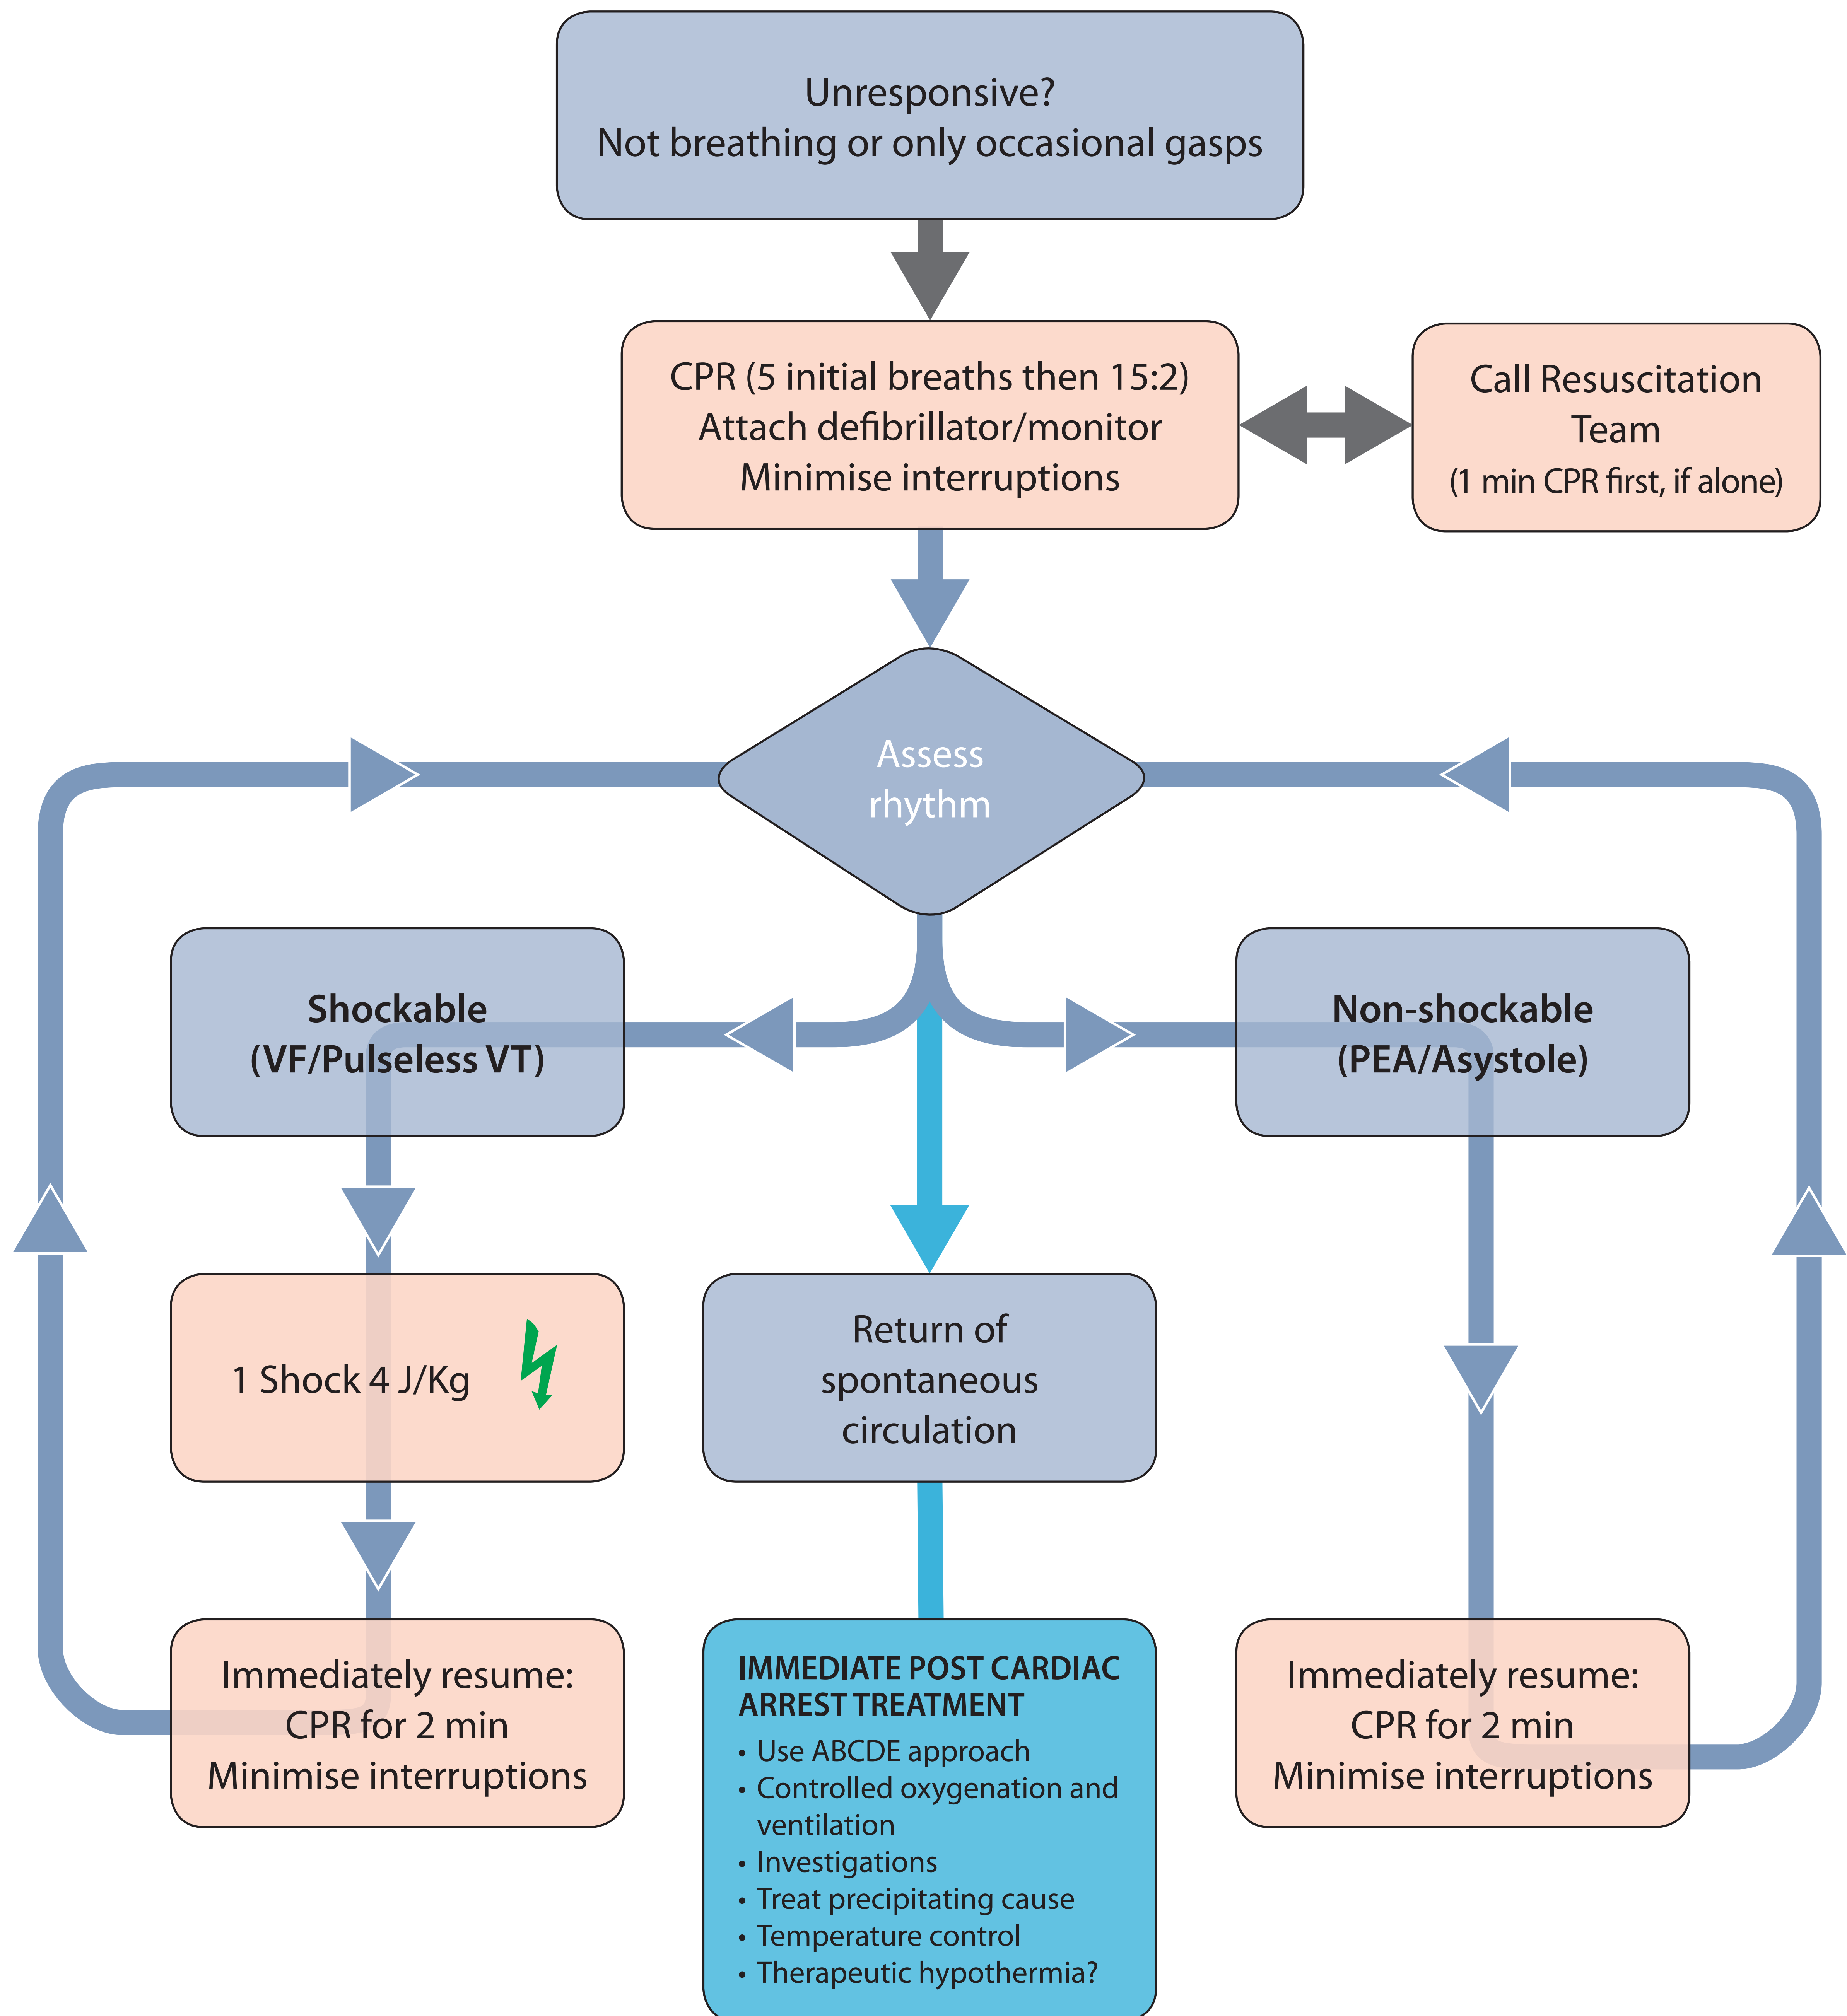 Unresponsive?
Not breathing or only occasional gasps
CPR (5 initial breaths then 15:2)
Attach defibrillator/monitor
Minimise interruptions
Call Resuscitation
Team
(1 min CPR first, if alone)
Assess
rhythm
Shockable
(VF/Pulseless VT)
Non-shockable
(PEA/Asystole)
1 Shock 4 J/Kg
Return of
spontaneous
circulation
Immediately resume:
CPR for 2 min
Minimise interruptions
IMMEDIATE POST CARDIAC
ARREST TREATMENT
• Use ABCDE approach
• Controlled oxygenation and
ventilation
• Investigations
• Treat precipitating cause
• Temperature control
• Therapeutic hypothermia?
Immediately resume:
CPR for 2 min
Minimise interruptions